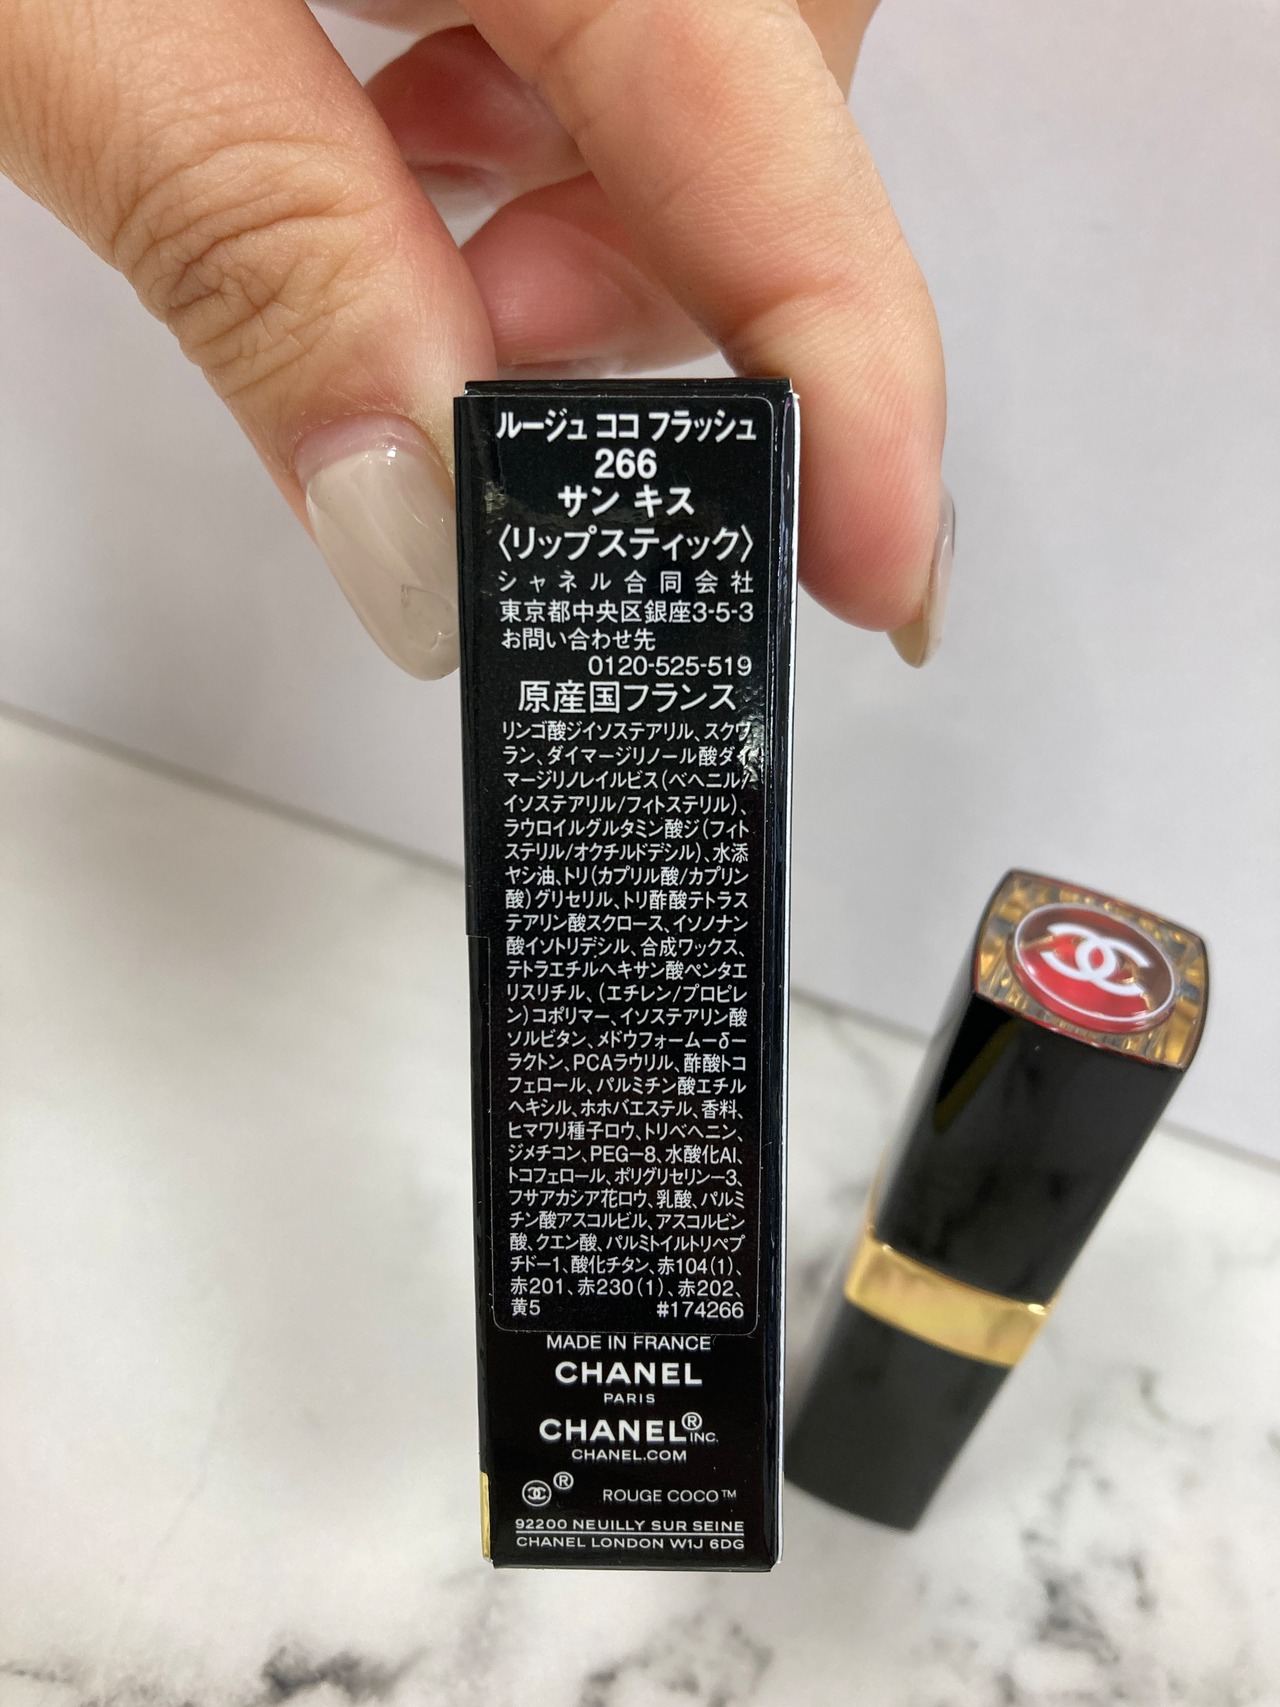 ルージュ ココ フラッシュ
266
サン キス
〈リップスティック〉
シャネル合同会社
東京都中央区銀座3-5-3
お問い合わせ先
0120-525-519
原産国フランス
リンゴ酸ジイソステアリル、スクワ
ラン、ダイマージリノール酸ダイ
マージリノレイルビス(ベヘニル/
イソステアリル/フィトステリル)、
ラウロイルグルタミン酸ジ(フィト
ステリル/オクチルドデシル)、水添
ヤシ油、トリ(カプリル酸/カプリン
酸)グリセリル、トリ酢酸テトラス
テアリン酸スクロース、イソノナン
酸イソトリデシル、合成ワックス、
テトラエチルヘキサン酸ペンタエ
リスリチル、(エチレン/プロピレ
ン)コポリマー、イソステアリン酸
ソルビタン、メドウフォーム－δ－
ラクトン、PCAラウリル、酢酸トコ
フェロール、パルミチン酸エチル
ヘキシル、ホホバエステル、香料、
ヒマワリ種子ロウ、トリベヘニン、
ジメチコン、PEG－8、水酸化Al、
トコフェロール、ポリグリセリン－3、
フサアカシア花ロウ、乳酸、パルミ
チン酸アスコルビル、アスコルビン
酸、クエン酸、パルミトイルトリペプ
チド－1、酸化チタン、赤104(1)、
赤201、赤230(1)、赤202、
黄5 #174266
MADE IN FRANCE
CHANEL
PARIS
CHANEL® INC.
CHANEL.COM
® ROUGE COCO™
92200 NEUILLY SUR SEINE
CHANEL LONDON W1J 6DG